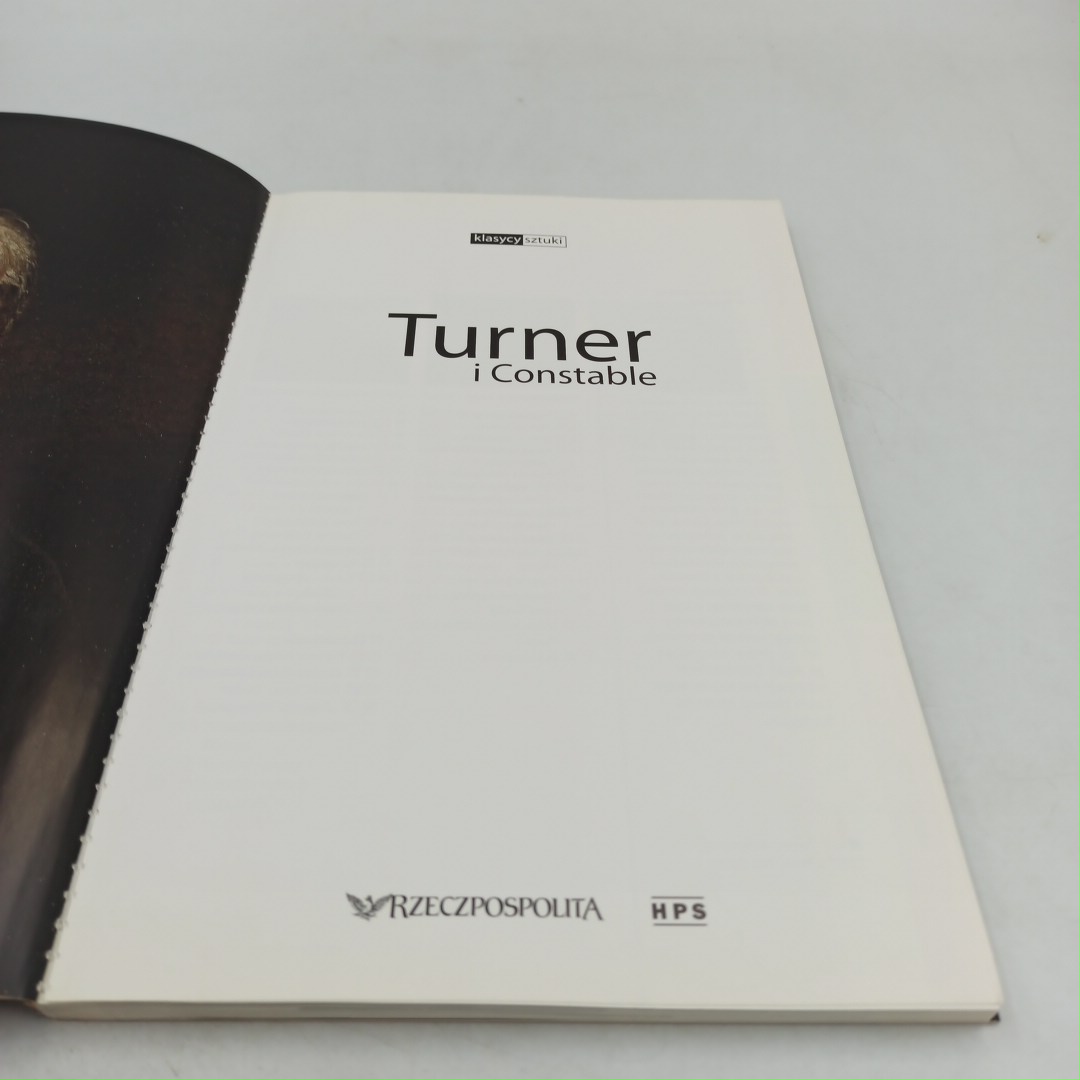 klasycy sztuki
Turner
i Constable
RZECZPOSPOLITA HPS